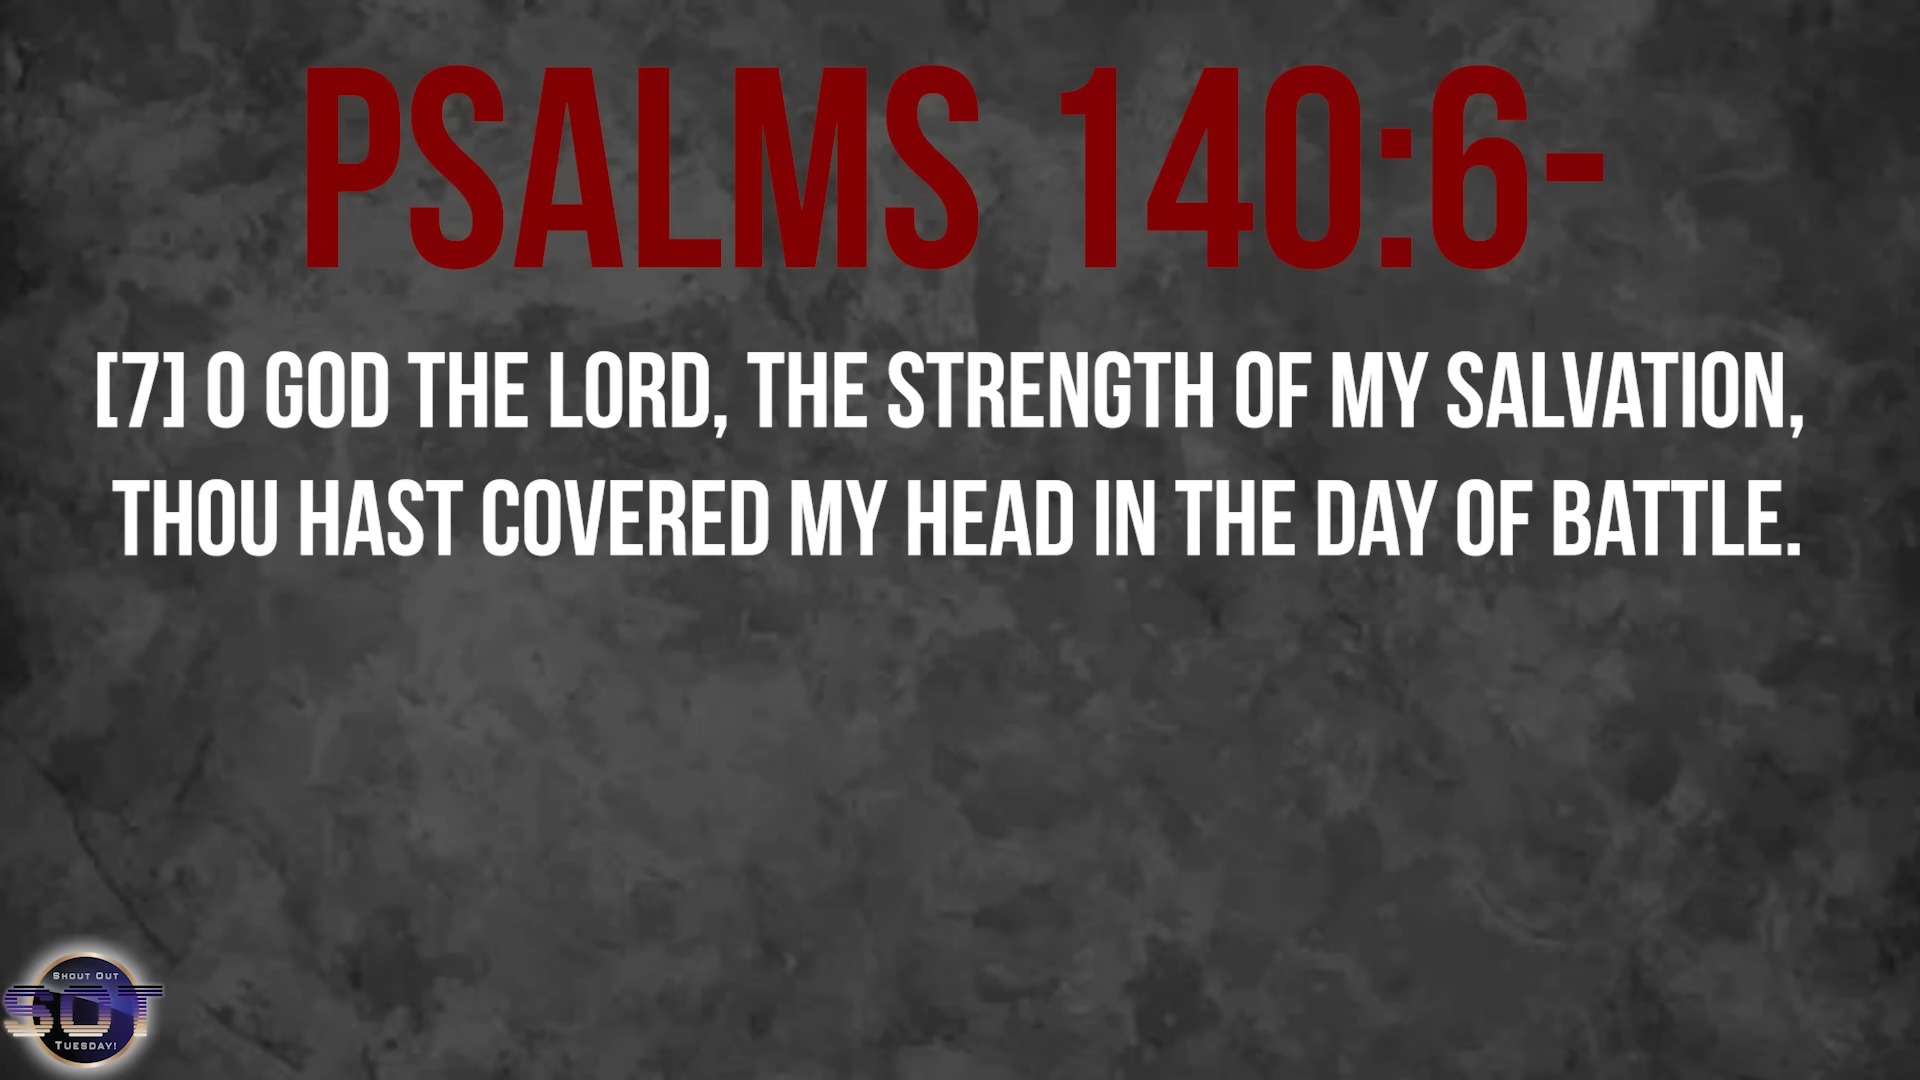 PSALMS 140:6-
[7] O GOD THE LORD, THE STRENGTH OF MY SALVATION,
THOU HAST COVERED MY HEAD IN THE DAY OF BATTLE.
SHOUT OUT
SOT
TUESDAY!